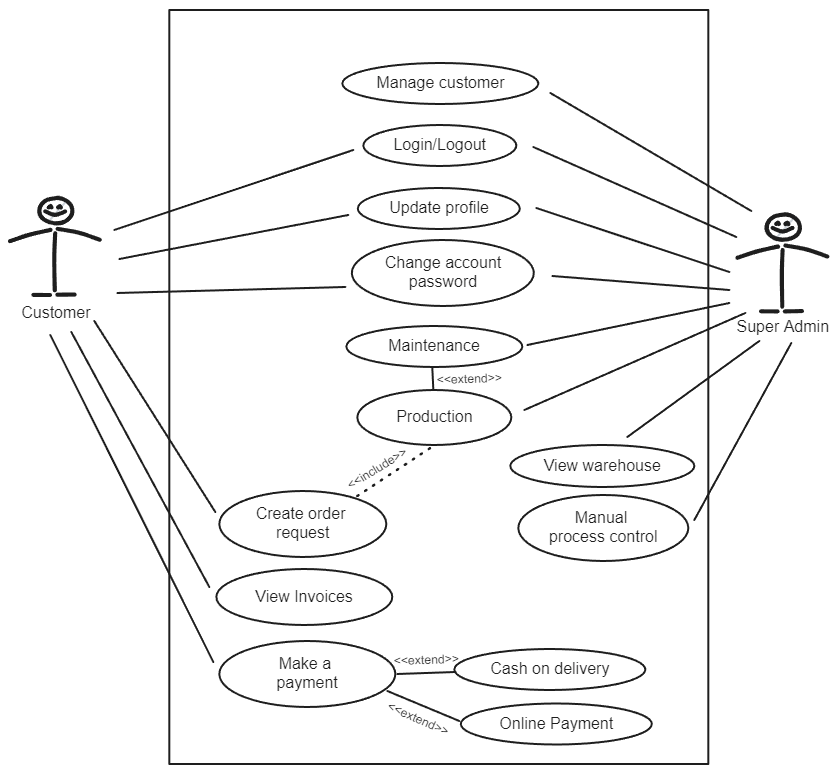 Manage customer
Login/Logout
Update profile
Change account
password
Customer
Super Admin
Maintenance
<<extend>>
Production
<<include>>
View warehouse
Create order
request
Manual
process control
View Invoices
Make a
payment
<<extend>>
Cash on delivery
<<extend>>
Online Payment